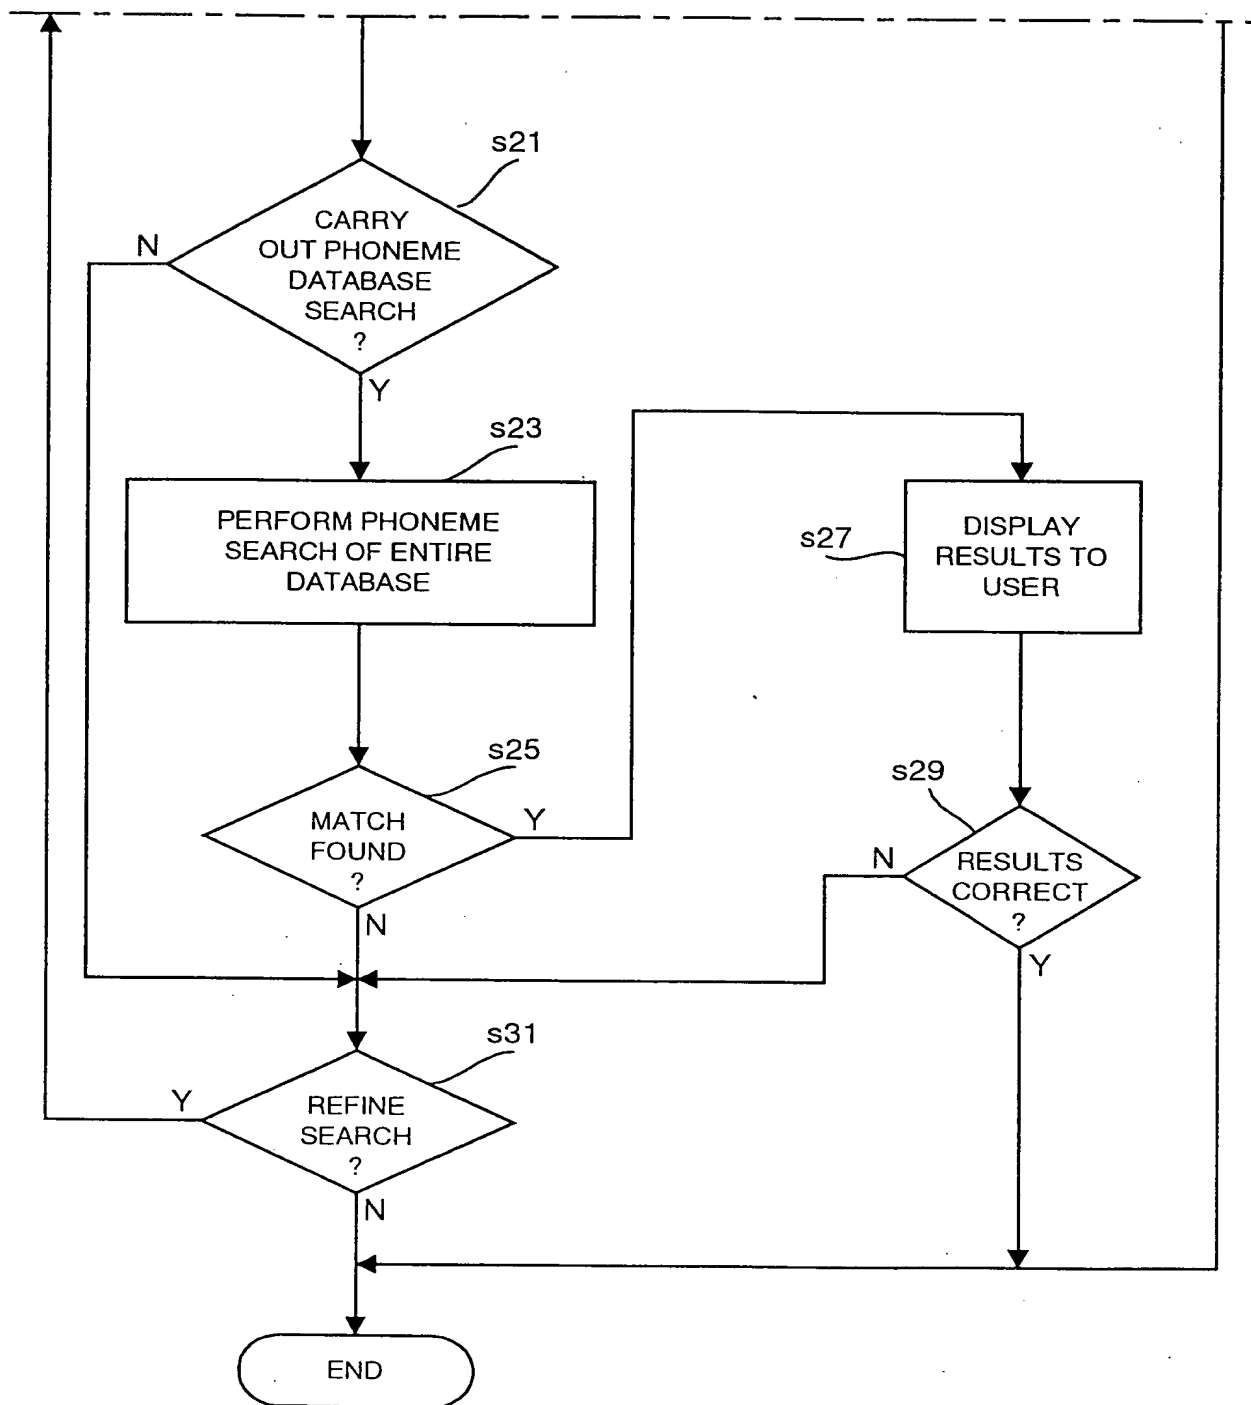 s21
CARRY
OUT PHONEME
DATABASE
SEARCH
?
N
Y
s23
PERFORM PHONEME
SEARCH OF ENTIRE
DATABASE
s27
DISPLAY
RESULTS TO
USER
s25
MATCH
FOUND
?
Y
N
s29
RESULTS
CORRECT
?
N
Y
s31
REFINE
SEARCH
?
Y
N
END